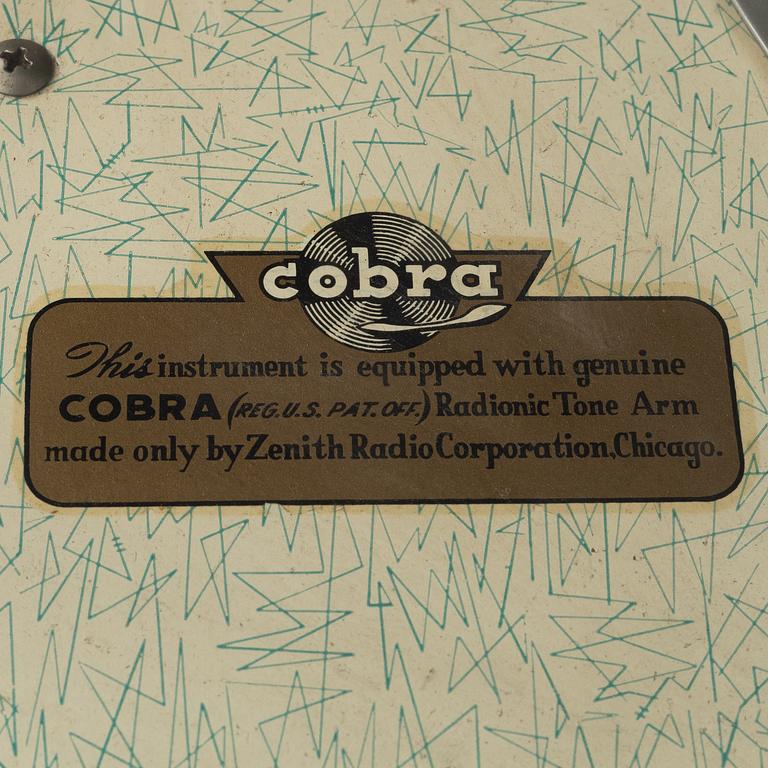 cobra
This instrument is equipped with genuine
COBRA (REG. U.S. PAT. OFF.) Radionic Tone Arm
made only by Zenith Radio Corporation, Chicago.